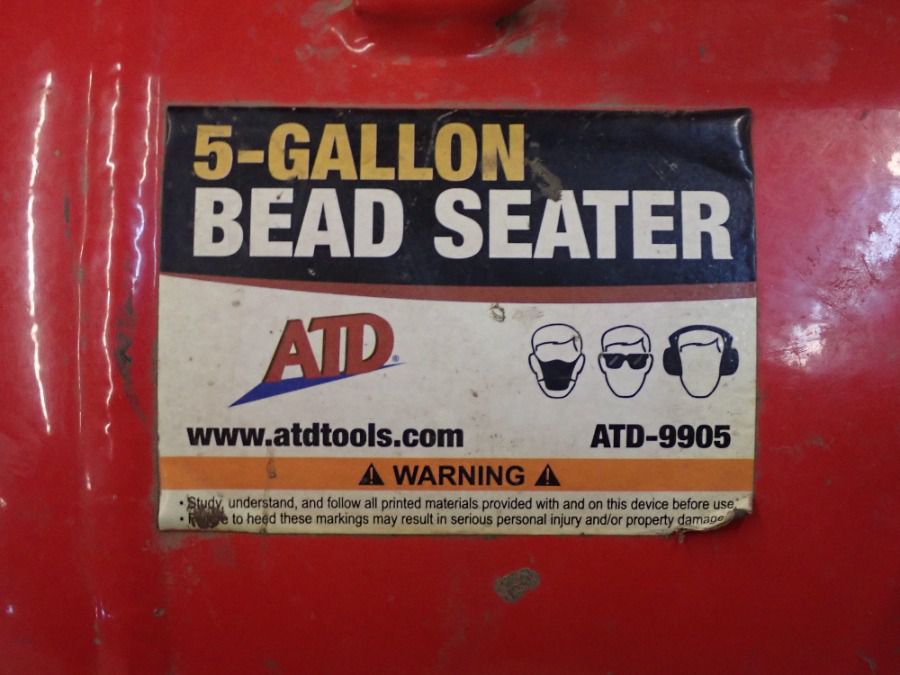 5-GALLON
BEAD SEATER
ATD®
www.atdtools.com ATD-9905
WARNING
• Study, understand, and follow all printed materials provided with and on this device before use.
• to heed these markings may result in serious personal injury and/or property damage.